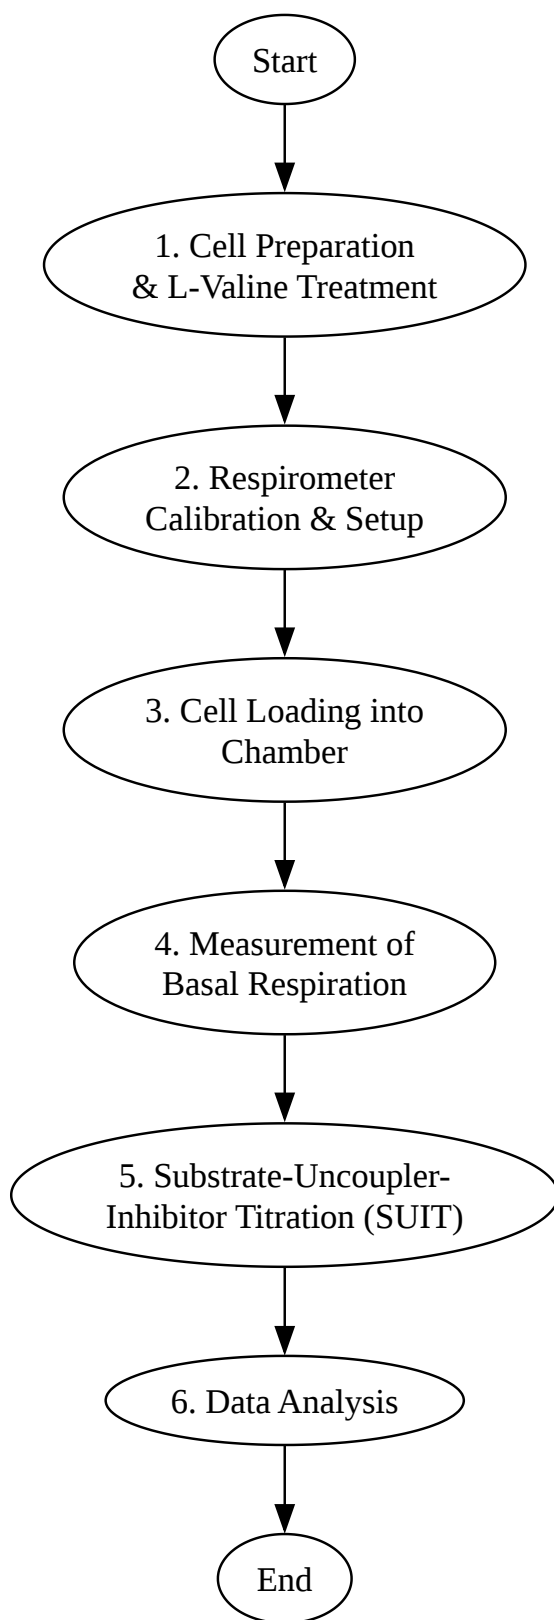 Start
1. Cell Preparation
& L-Valine Treatment
2. Respirometer
Calibration & Setup
3. Cell Loading into
Chamber
4. Measurement of
Basal Respiration
5. Substrate-Uncoupler-
Inhibitor Titration (SUIT)
6. Data Analysis
End